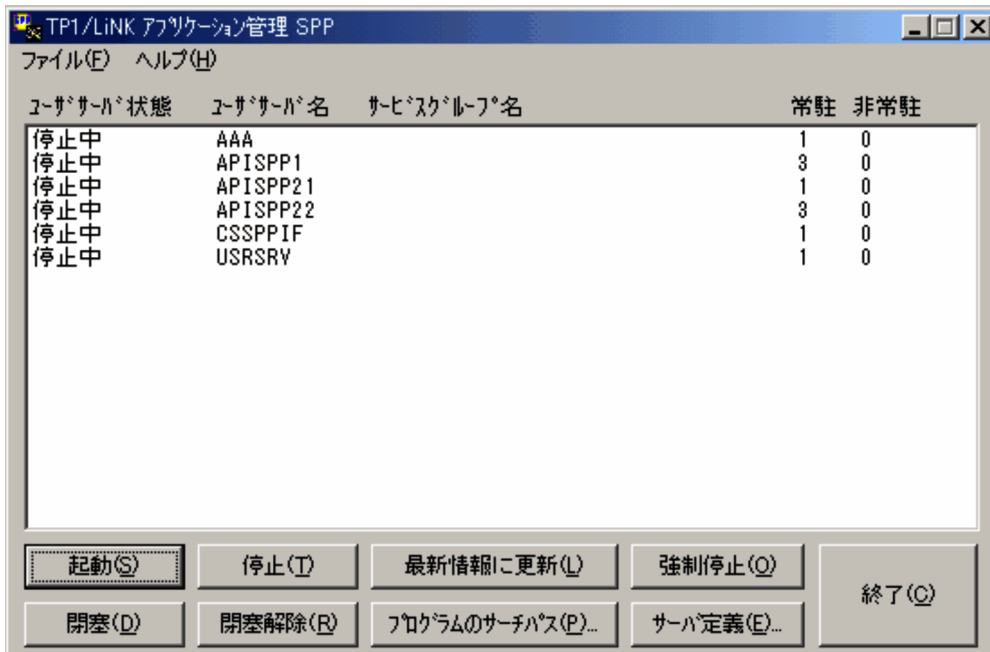 TP1/LiNK ｱﾌﾟﾘｹｰｼｮﾝ管理 SPP
ﾌｧｲﾙ(F) ﾍﾙﾌﾟ(H)
ﾕｰｻﾞｻｰﾊﾞ状態 ﾕｰｻﾞｻｰﾊﾞ名 ｻｰﾋﾞｽｸﾞﾙｰﾌﾟ名 常駐 非常駐
停止中 AAA 1 0
停止中 APISPP1 3 0
停止中 APISPP21 1 0
停止中 APISPP22 3 0
停止中 CSSPPIF 1 0
停止中 USRSRV 1 0
起動(S) 停止(T) 最新情報に更新(L) 強制停止(O)
終了(C)
閉塞(D) 閉塞解除(R) ﾌﾟﾛｸﾞﾗﾑのｻｰﾁﾊﾟｽ(P)... ｻｰﾊﾞ定義(E)...